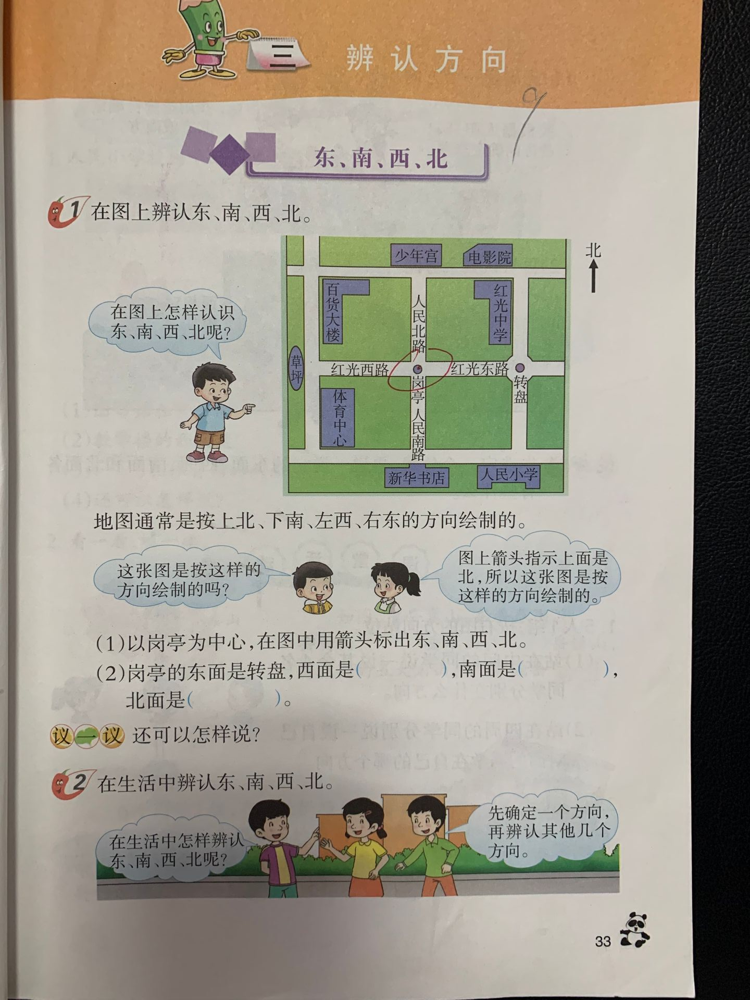 三 辨认方向
9
东、南、西、北
1 在图上辨认东、南、西、北。
北
少年宫
电影院
百货大楼
人民北路
红光中学
在图上怎样认识
东、南、西、北呢?
草坪
红光西路
岗亭
红光东路
转盘
体育中心
人民南路
新华书店
人民小学
地图通常是按上北、下南、左西、右东的方向绘制的。
这张图是按这样的
方向绘制的吗?
图上箭头指示上面是
北,所以这张图是按
这样的方向绘制的。
(1)以岗亭为中心,在图中用箭头标出东、南、西、北。
(2)岗亭的东面是转盘,西面是( ),南面是( ),
北面是( )。
议一议 还可以怎样说?
2 在生活中辨认东、南、西、北。
在生活中怎样辨认
东、南、西、北呢?
先确定一个方向,
再辨认其他几个
方向。
33